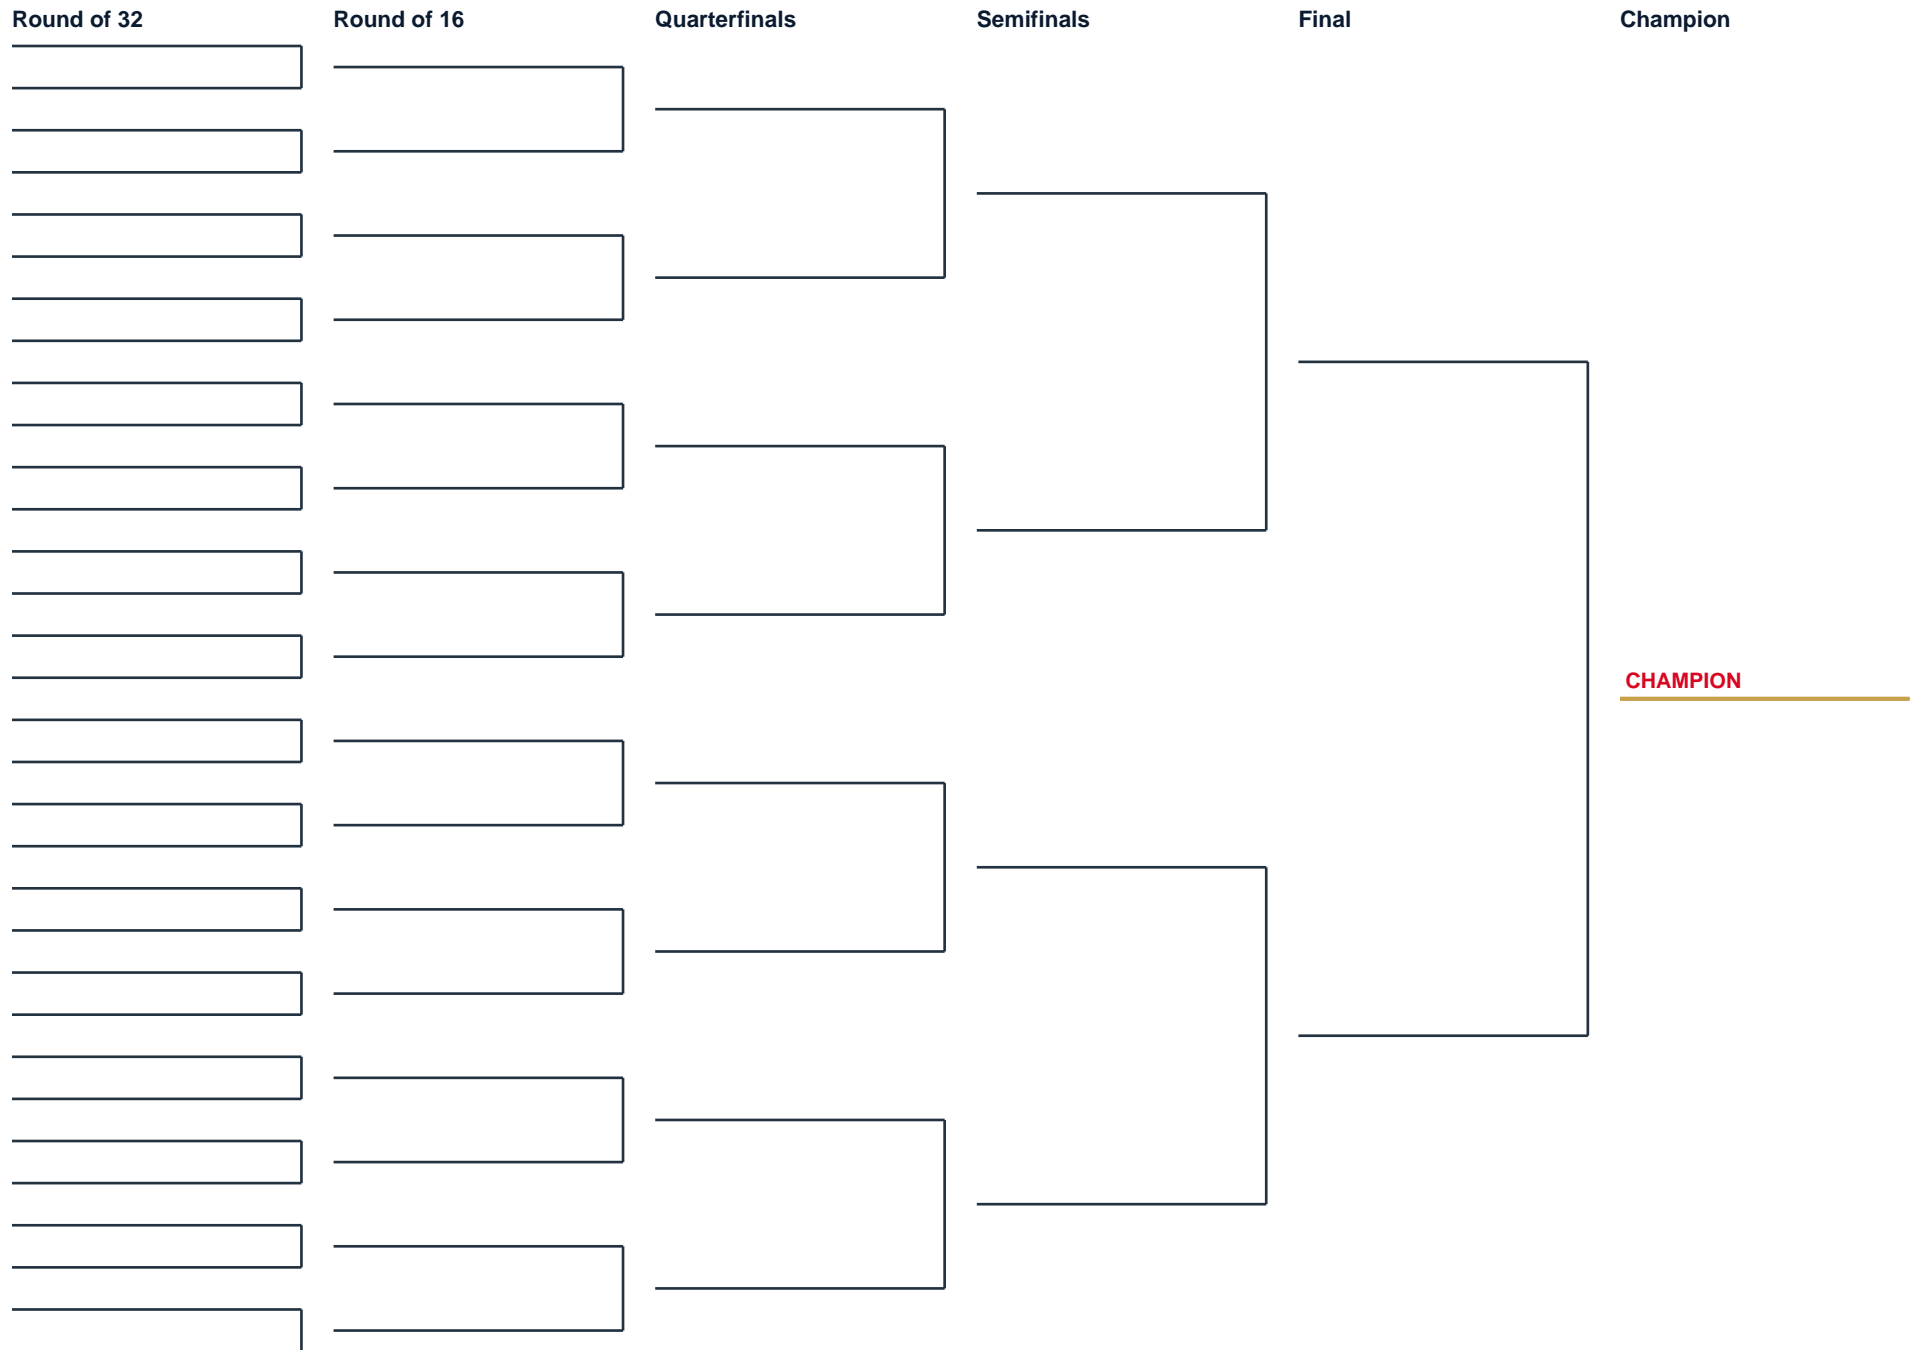 Round of 32
Round of 16
Quarterfinals
Semifinals
Final
Champion
CHAMPION